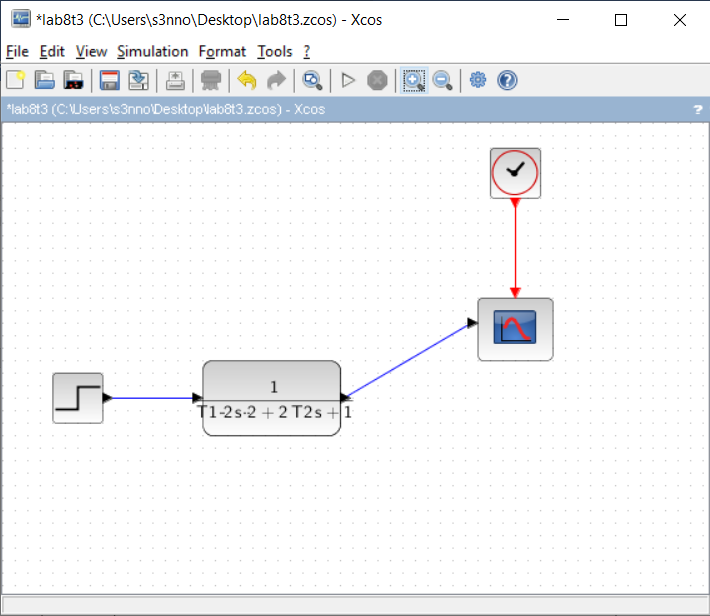 *lab8t3 (C:\Users\s3nno\Desktop\lab8t3.zcos) - Xcos
File Edit View Simulation Format Tools ?
*lab8t3 (C:\Users\s3nno\Desktop\lab8t3.zcos) - Xcos ?
1
T1-2s-2 + 2 T2s + 1